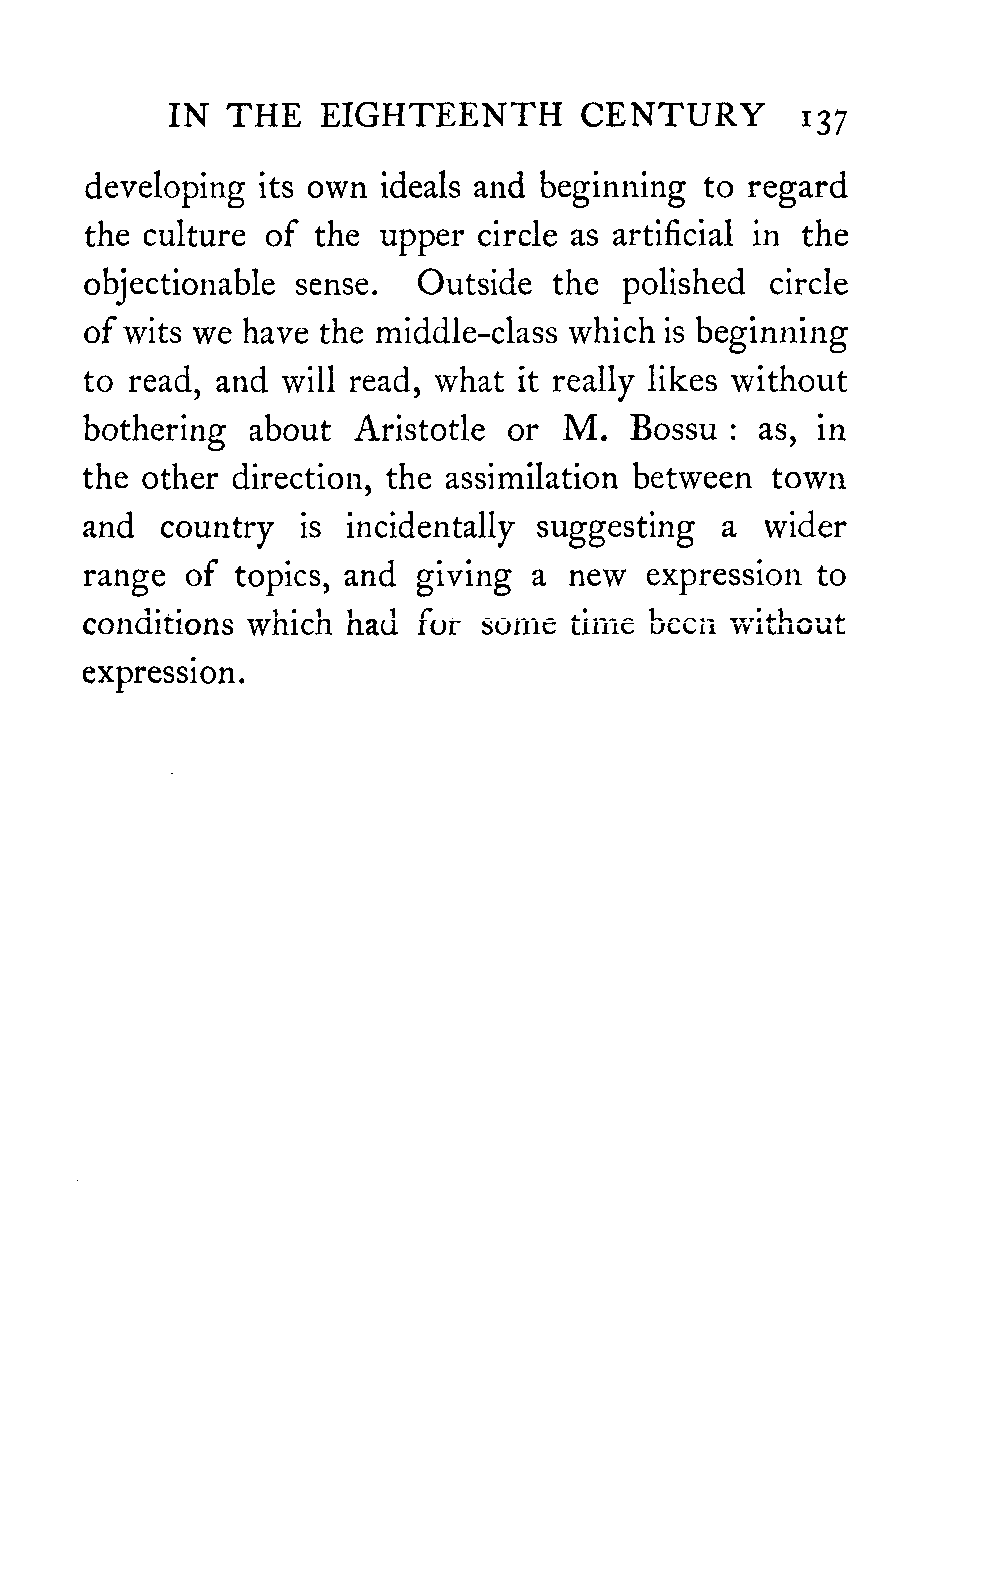 IN THE EIGHTEENTH CENTURY 137
developing its own ideals and beginning to regard
the culture of the upper circle as artificial in the
objectionable sense. Outside the polished circle
of wits we have the middle-class which is beginning
to read, and will read, what it really likes without
bothering about Aristotle or M. Bossu : as, in
the other direction, the assimilation between town
and country is incidentally suggesting a wider
range of topics, and giving a new expression to
conditions which had for some time been without
expression.